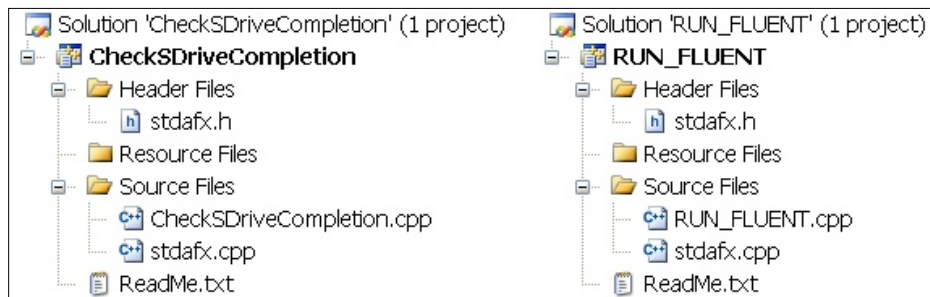 Solution 'CheckSDriveCompletion' (1 project)
CheckSDriveCompletion
Header Files
stdafx.h
Resource Files
Source Files
CheckSDriveCompletion.cpp
stdafx.cpp
ReadMe.txt
Solution 'RUN_FLUENT' (1 project)
RUN_FLUENT
Header Files
stdafx.h
Resource Files
Source Files
RUN_FLUENT.cpp
stdafx.cpp
ReadMe.txt